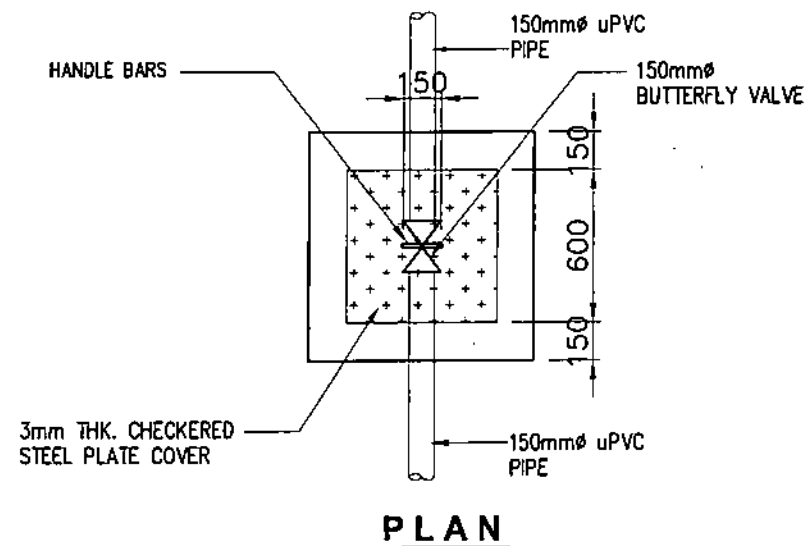 150mmø uPVC
PIPE
HANDLE BARS
150
150mmø
BUTTERFLY VALVE
150
600
150
3mm THK. CHECKERED
STEEL PLATE COVER
150mmø uPVC
PIPE
PLAN